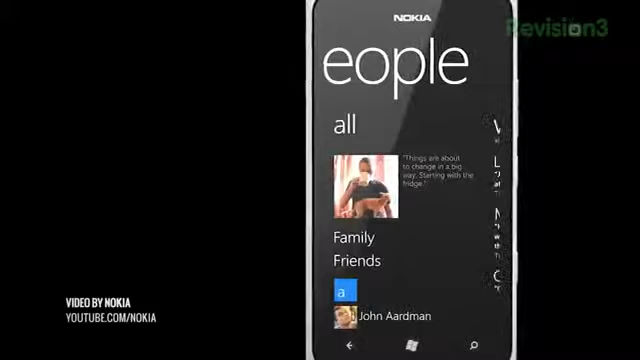 NOKIA
Revision3
eople
all
"Things are about
to change in a big
way. Starting with the
fridge."
Family
Friends
a
John Aardman
VIDEO BY NOKIA
YOUTUBE.COM/NOKIA